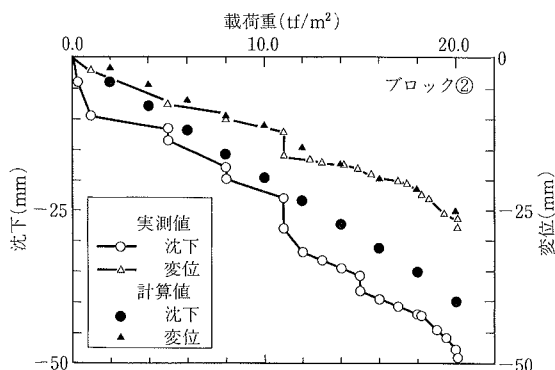 載荷重(tf/m²)
0.0 10.0 20.0
0
ブロック②
沈下(mm)
変位(mm)
-25
-25
実測値
沈下
変位
計算値
沈下
変位
-50
-50